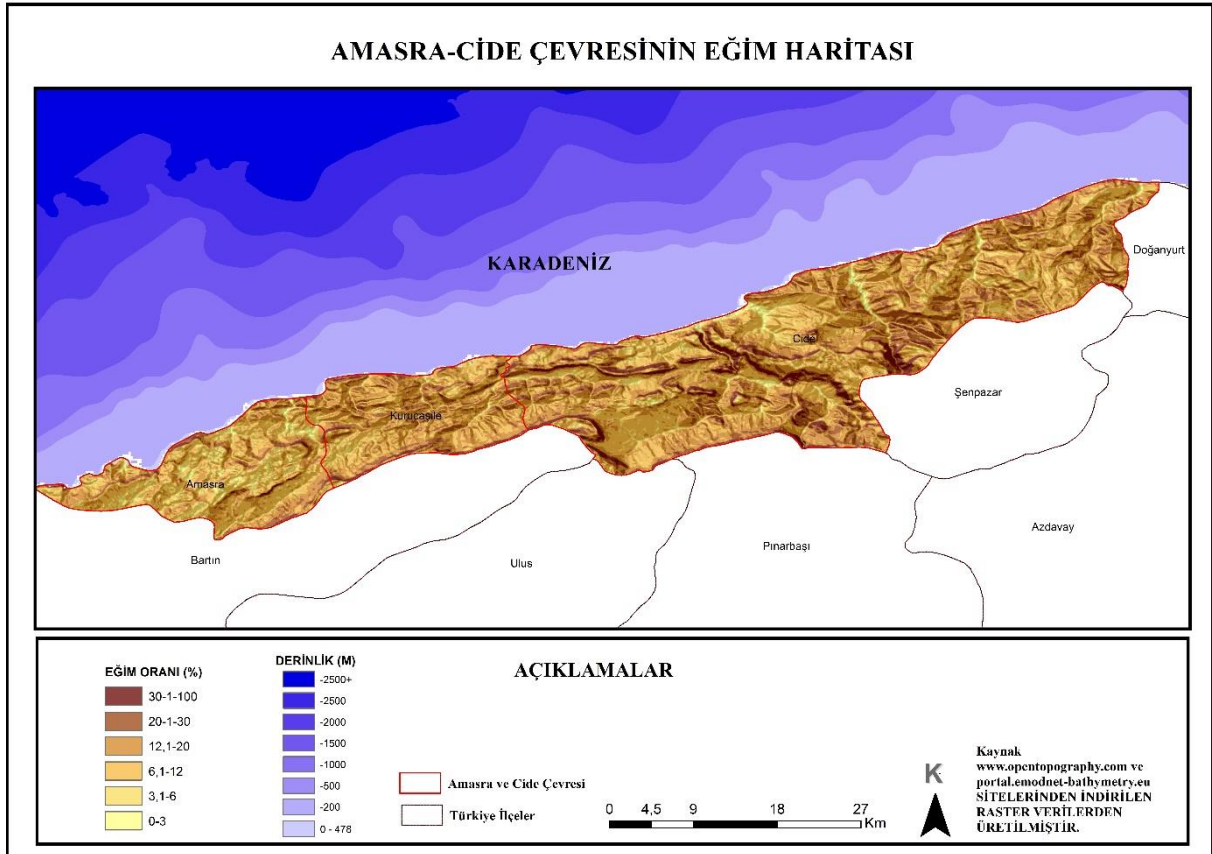 AMASRA-CİDE ÇEVRESİNİN EĞİM HARİTASI
KARADENİZ
Doğanyurt
Cide
Şenpazar
Kurucaşile
Amasra
Azdavay
Pınarbaşı
Bartın
Ulus
AÇIKLAMALAR
EĞİM ORANI (%)
30-1-100
20-1-30
12,1-20
6,1-12
3,1-6
0-3
DERİNLİK (M)
-2500+
-2500
-2000
-1500
-1000
-500
-200
0 - 478
Amasra ve Cide Çevresi
Türkiye İlçeler
0 4,5 9 18 27
Km
K
Kaynak
www.opentopography.com ve
portal.emodnet-bathymetry.eu
SİTELERİNDEN İNDİRİLEN
RASTER VERİLERDEN
ÜRETİLMİŞTİR.